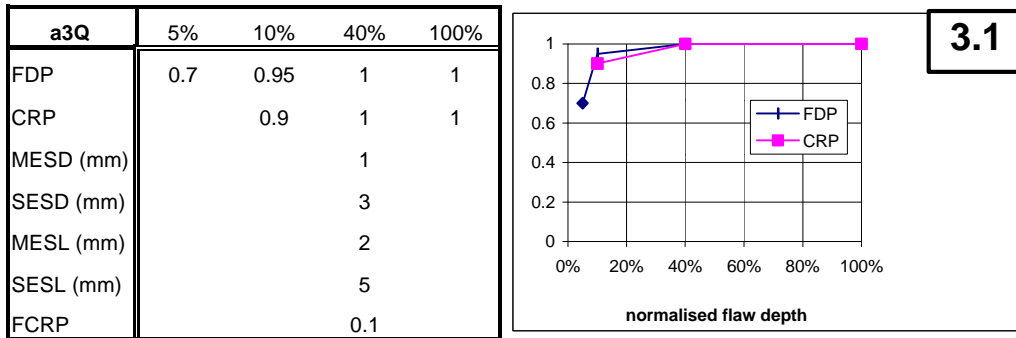 a3Q 5% 10% 40% 100%
FDP 0.7 0.95 1 1
CRP 0.9 1 1
MESD (mm) 1
SESD (mm) 3
MESL (mm) 2
SESL (mm) 5
FCRP 0.1
3.1
1
0.8
0.6
0.4
0.2
0
0% 20% 40% 60% 80% 100%
FDP
CRP
normalised flaw depth